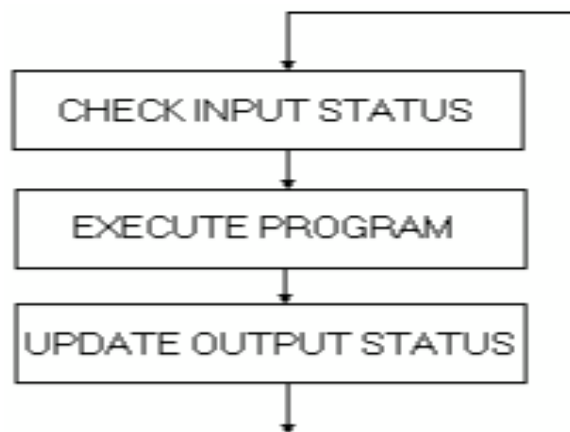 CHECK INPUT STATUS
EXECUTE PROGRAM
UPDATE OUTPUT STATUS